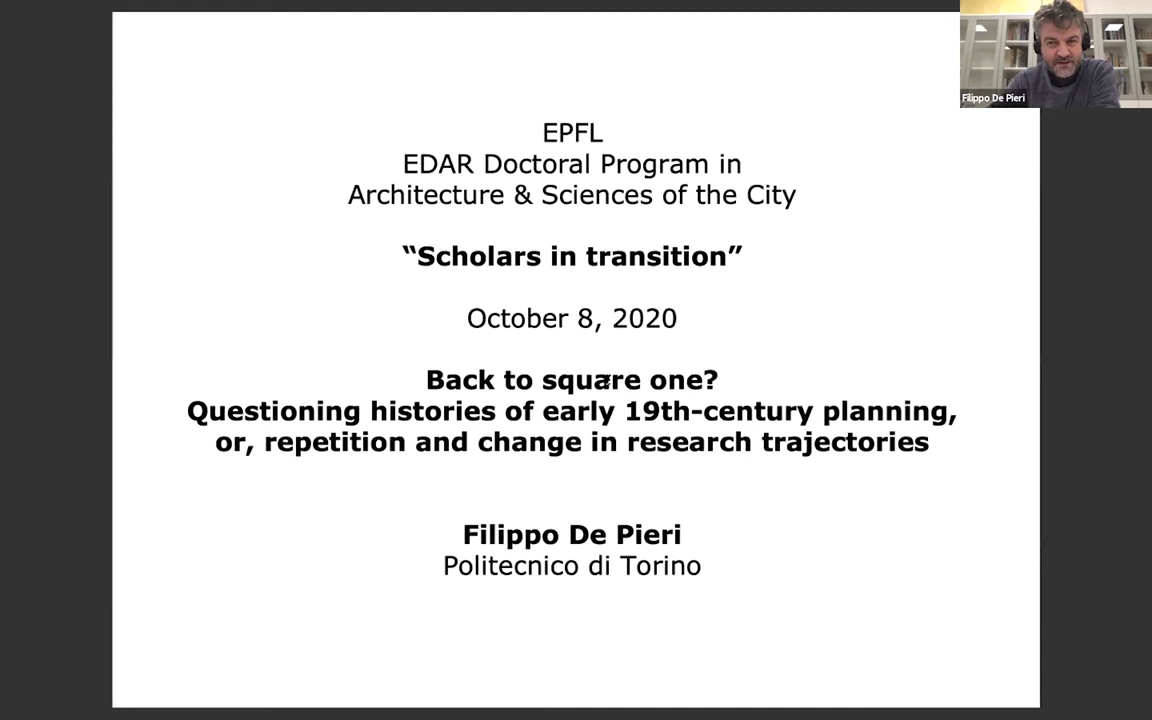 EPFL
EDAR Doctoral Program in
Architecture & Sciences of the City
“Scholars in transition”
October 8, 2020
Back to square one?
Questioning histories of early 19th-century planning,
or, repetition and change in research trajectories
Filippo De Pieri
Politecnico di Torino
Filippo De Pieri